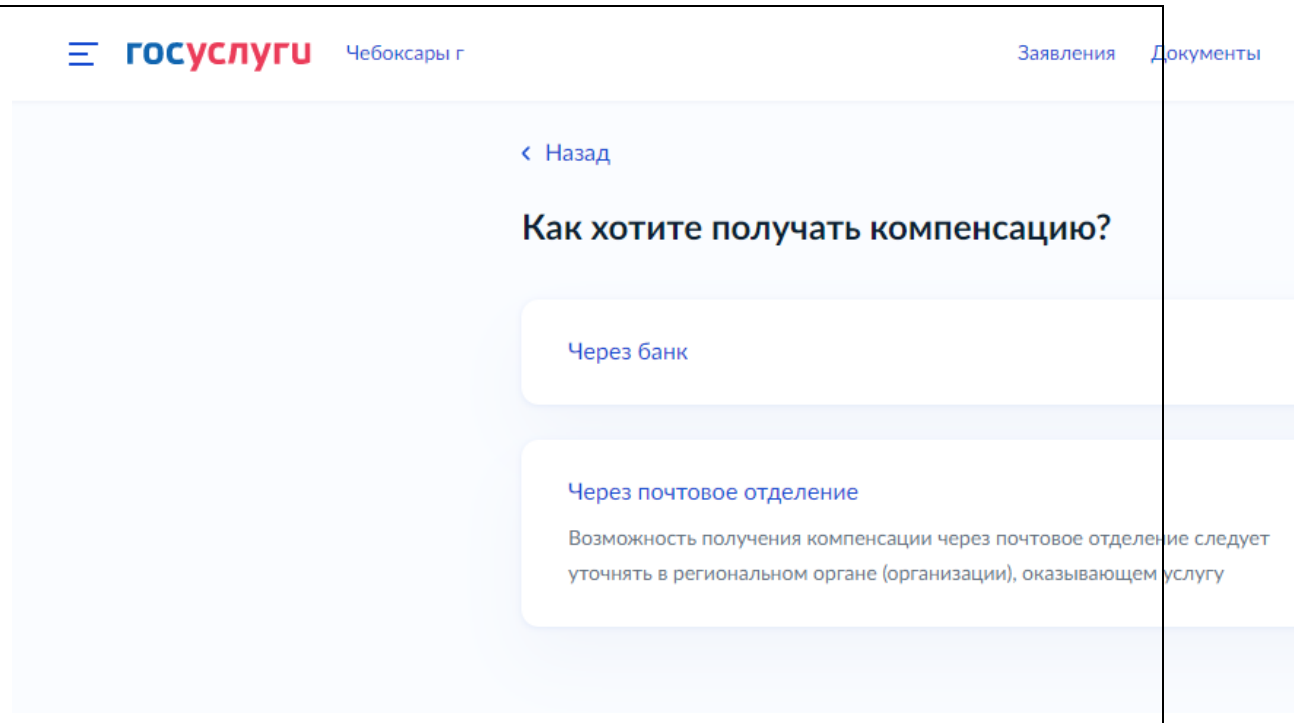 госуслуги Чебоксары г Заявления Документы
Назад
Как хотите получать компенсацию?
Через банк
Через почтовое отделение
Возможность получения компенсации через почтовое отделение следует
уточнять в региональном органе (организации), оказывающем услугу